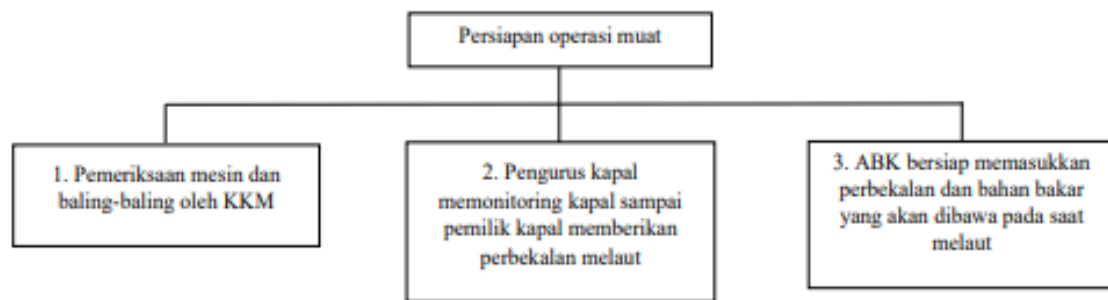 Persiapan operasi muat
1. Pemeriksaan mesin dan
baling-baling oleh KKM
2. Pengurus kapal
memonitoring kapal sampai
pemilik kapal memberikan
perbekalan melaut
3. ABK bersiap memasukkan
perbekalan dan bahan bakar
yang akan dibawa pada saat
melaut